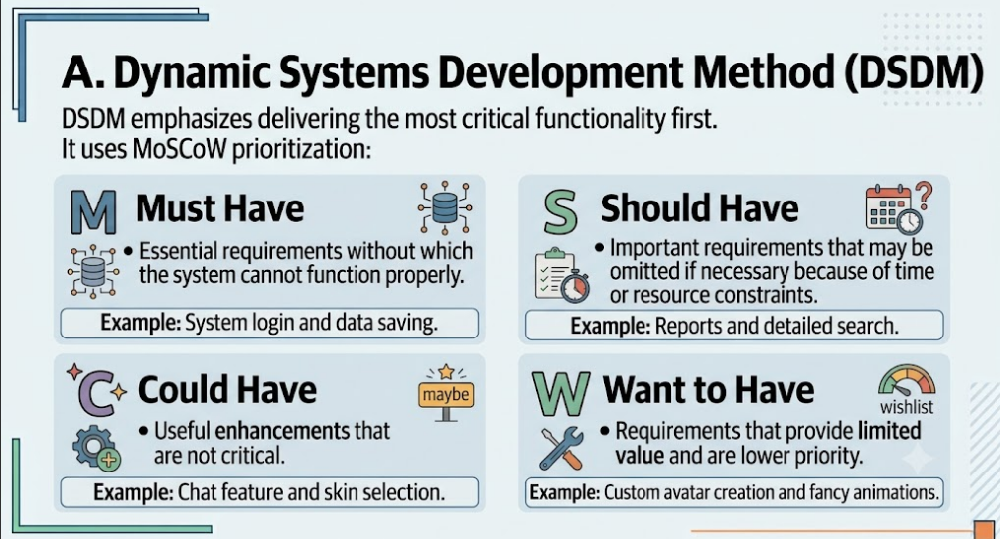 A. Dynamic Systems Development Method (DSDM)
DSDM emphasizes delivering the most critical functionality first.
It uses MoSCoW prioritization:
M Must Have
• Essential requirements without which
the system cannot function properly.
Example: System login and data saving.
S Should Have
?
• Important requirements that may be
omitted if necessary because of time
or resource constraints.
Example: Reports and detailed search.
C Could Have
maybe
• Useful enhancements that
are not critical.
Example: Chat feature and skin selection.
W Want to Have
wishlist
• Requirements that provide limited
value and are lower priority.
Example: Custom avatar creation and fancy animations.